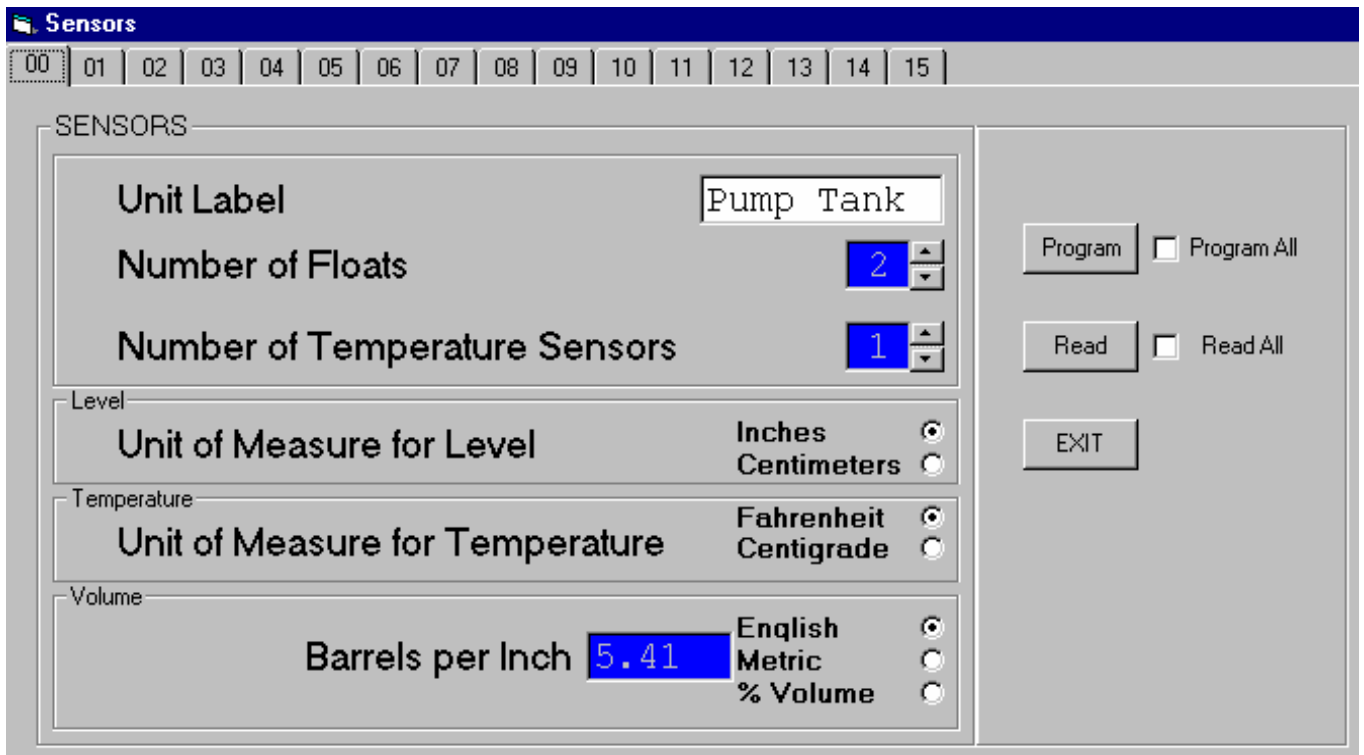 Sensors
00 01 02 03 04 05 06 07 08 09 10 11 12 13 14 15
SENSORS
Unit Label Pump Tank
Number of Floats 2
Number of Temperature Sensors 1
Level
Unit of Measure for Level
Inches
Centimeters
Temperature
Unit of Measure for Temperature
Fahrenheit
Centigrade
Volume
Barrels per Inch 5.41
English
Metric
% Volume
Program Program All
Read Read All
EXIT